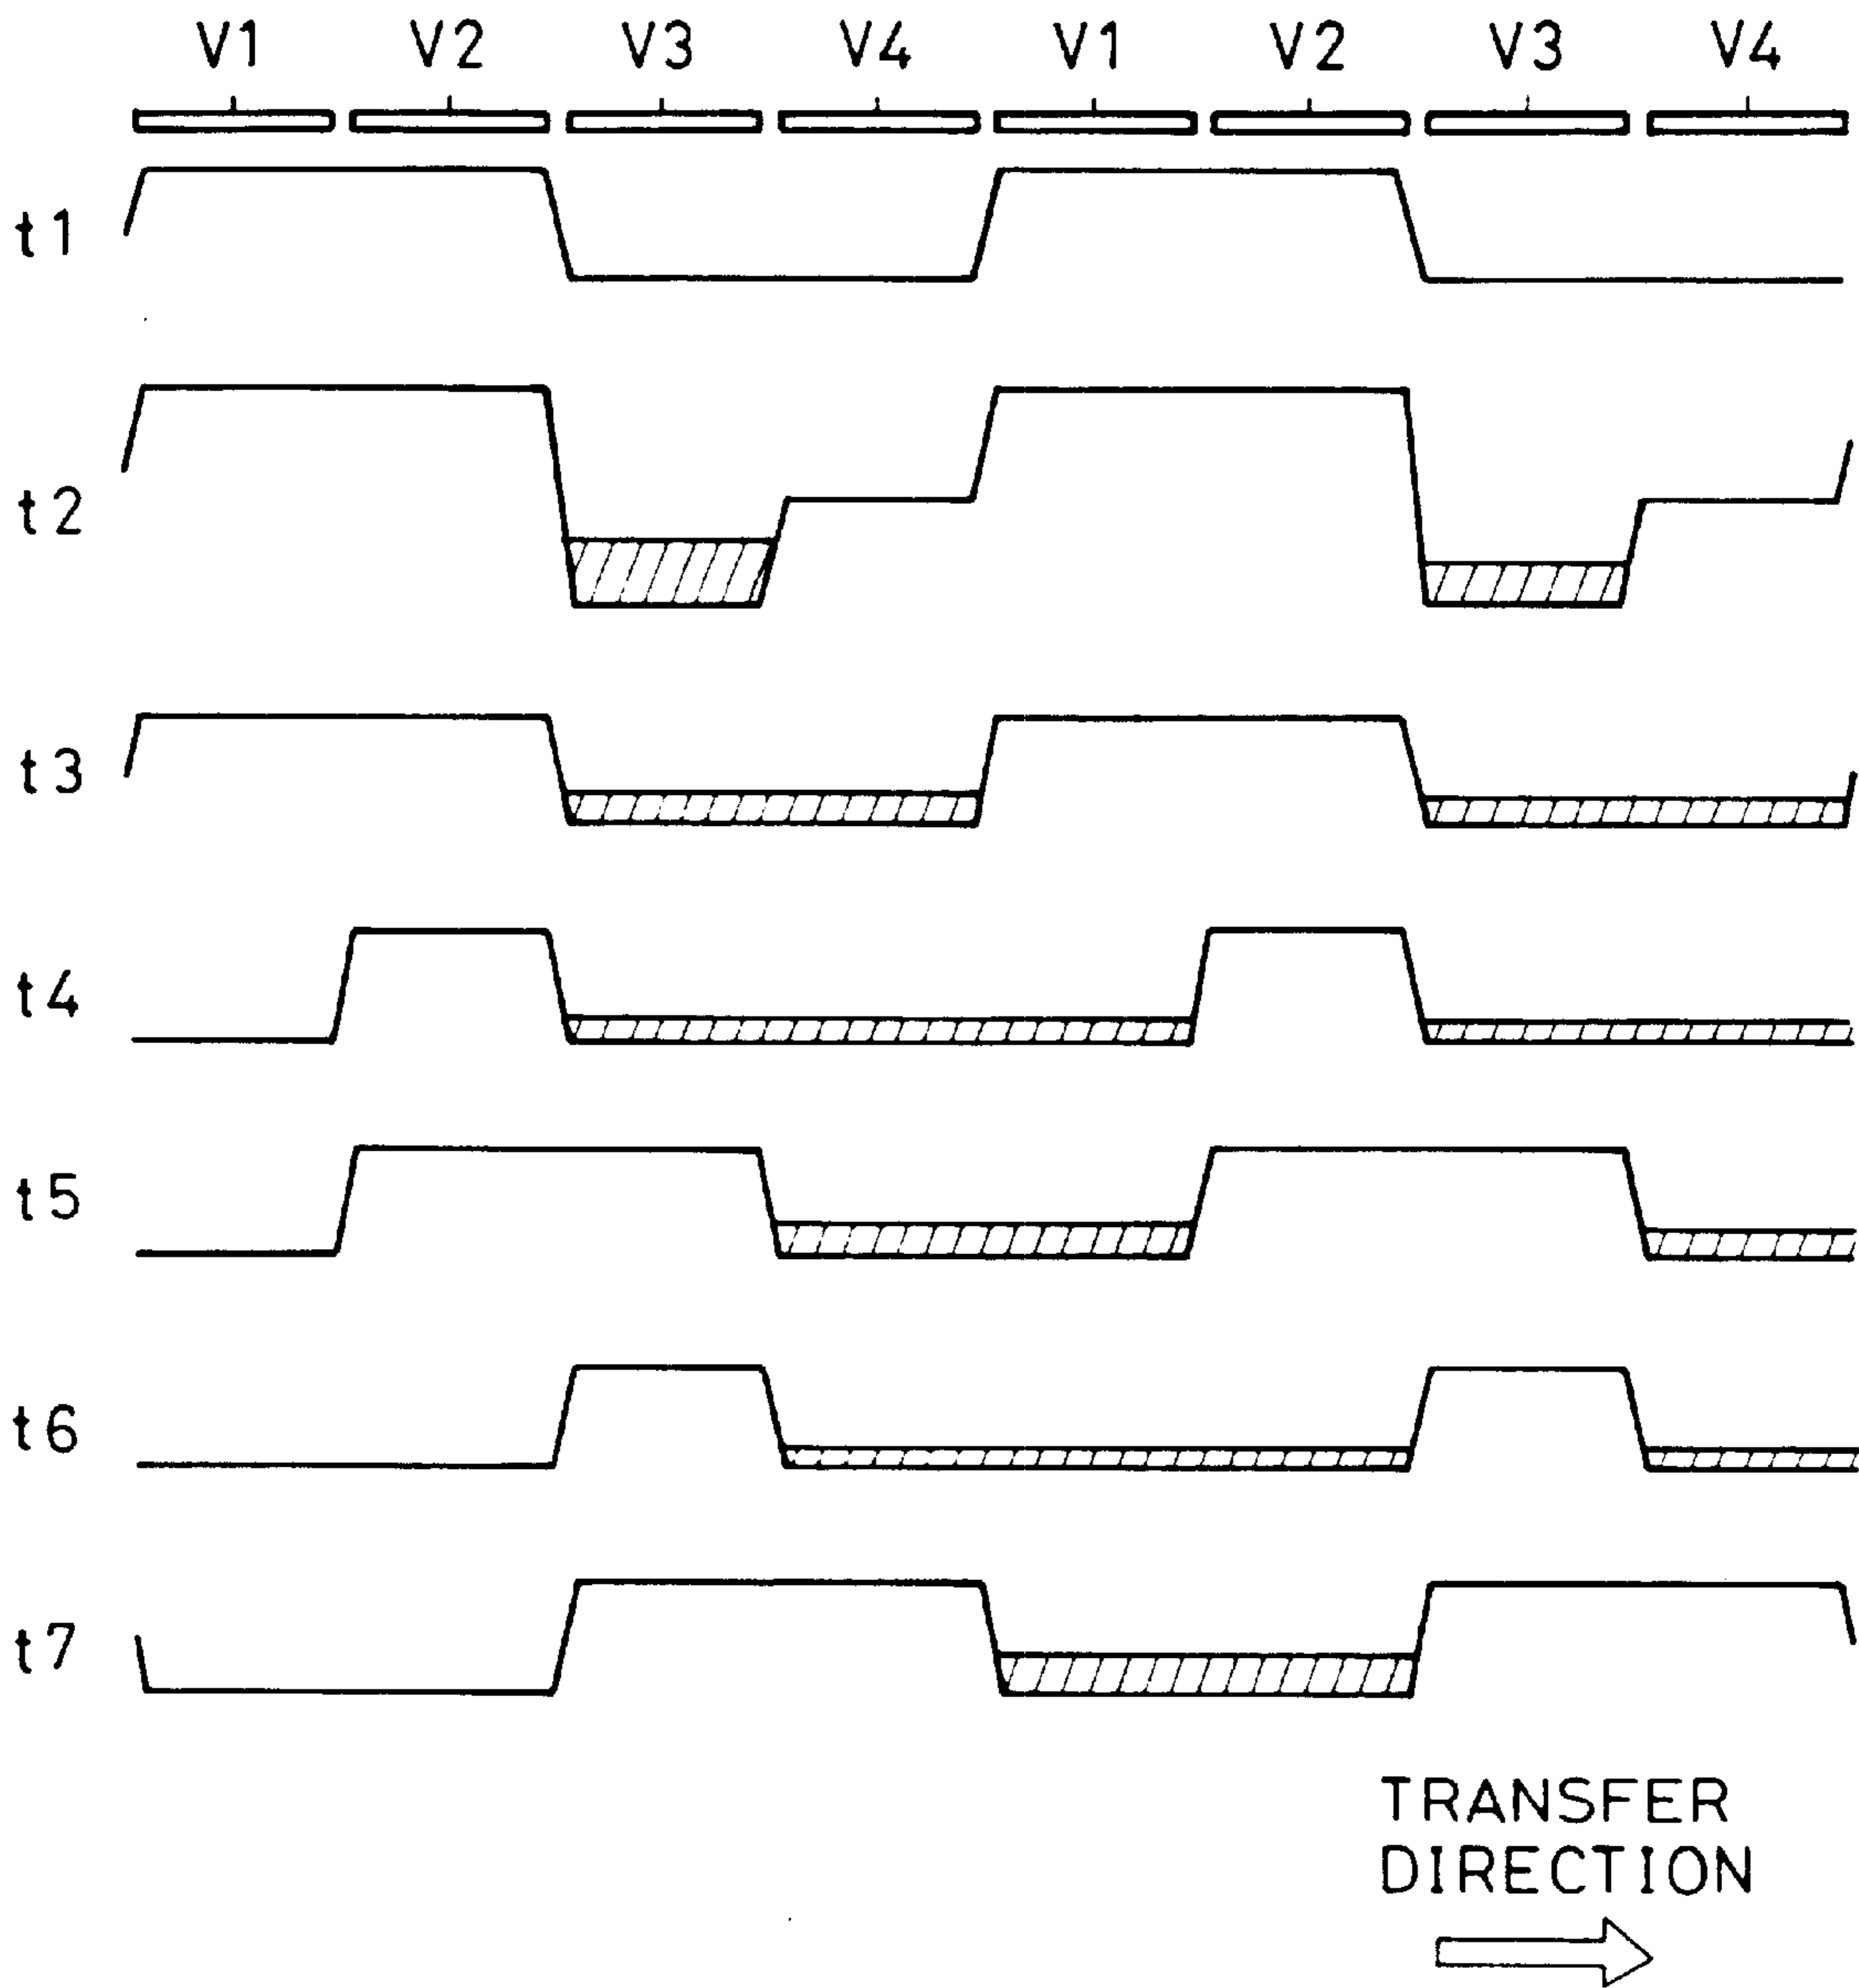 V1 V2 V3 V4 V1 V2 V3 V4
t1
t2
t3
t4
t5
t6
t7
TRANSFER
DIRECTION